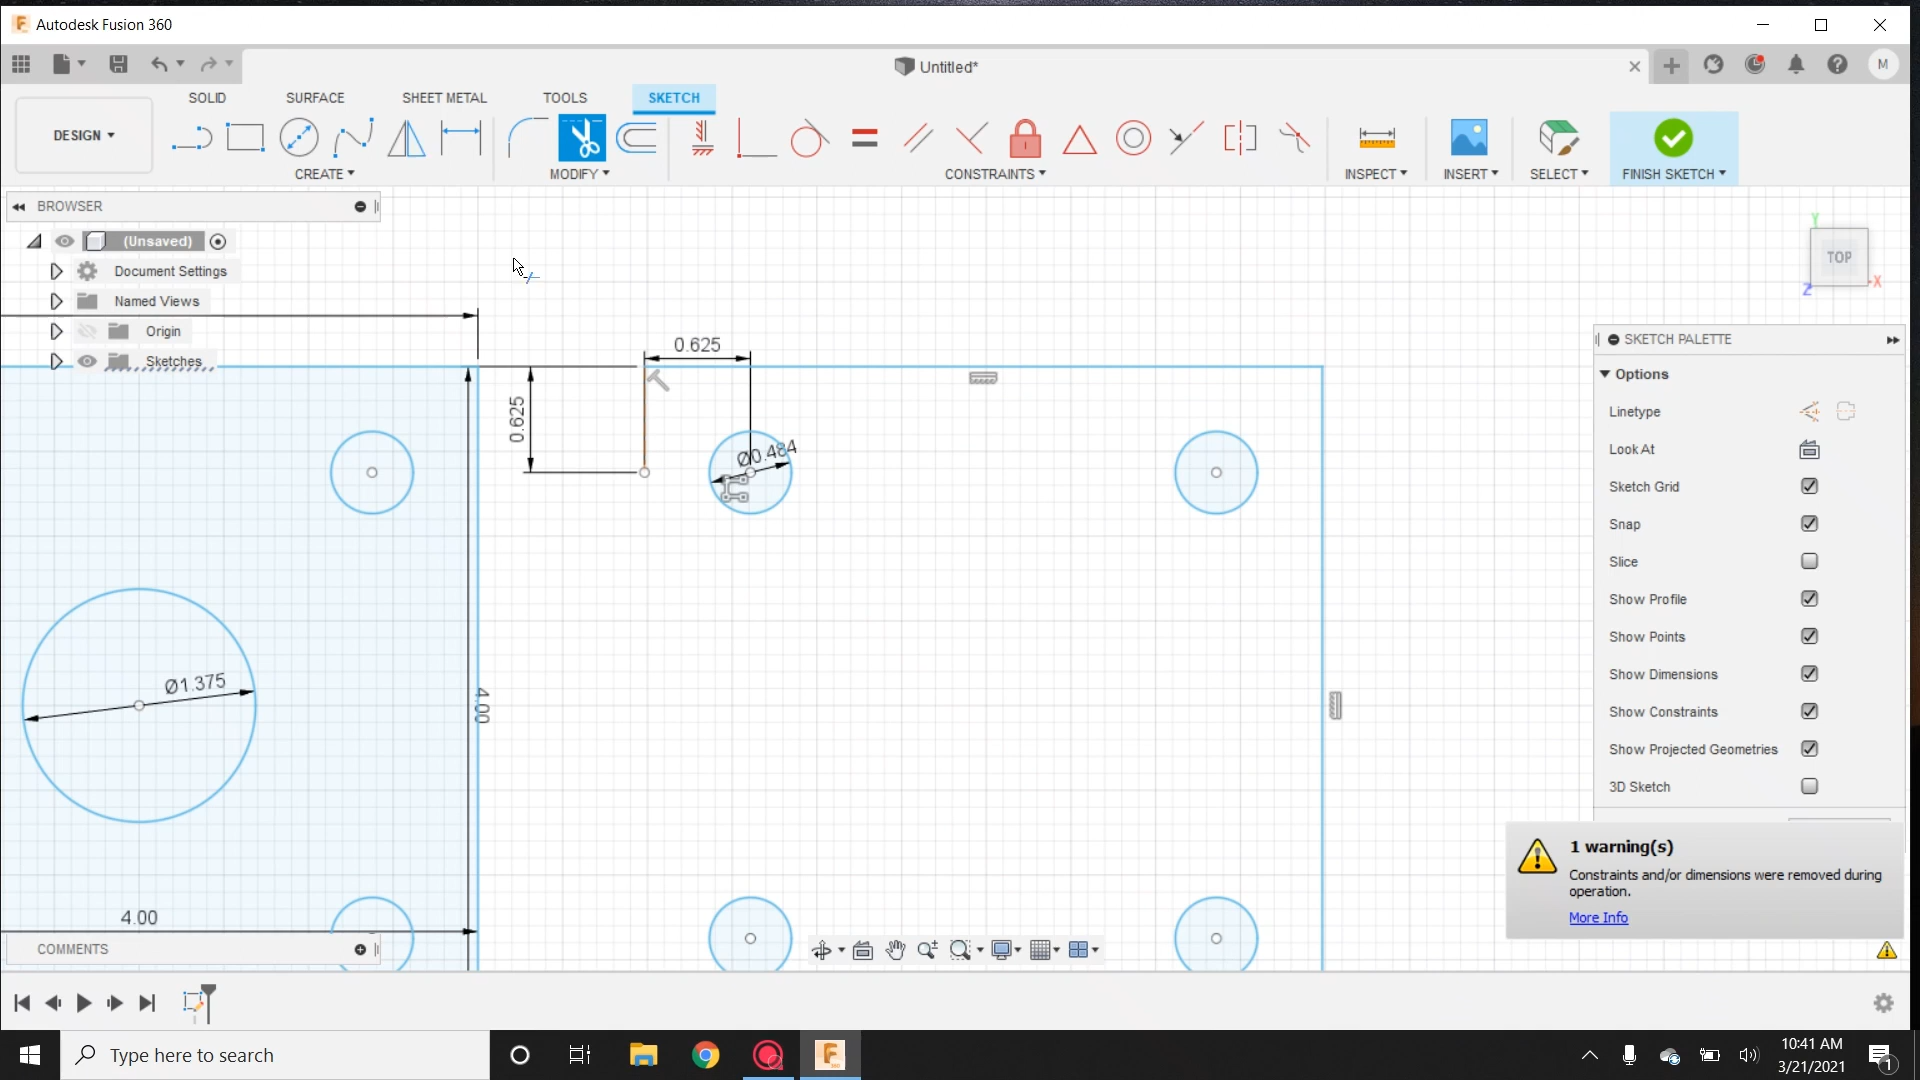 Autodesk Fusion 360
Untitled*
M
SOLID
SURFACE
SHEET METAL
TOOLS
SKETCH
DESIGN
CREATE
MODIFY
CONSTRAINTS
INSPECT
INSERT
SELECT
FINISH SKETCH
BROWSER
(Unsaved)
Document Settings
Named Views
Origin
Sketches
Y
TOP
X
Z
0.625
0.625
Ø0.484
Ø1.375
4.00
4.00
SKETCH PALETTE
Options
Linetype
Look At
Sketch Grid
Snap
Slice
Show Profile
Show Points
Show Dimensions
Show Constraints
Show Projected Geometries
3D Sketch
1 warning(s)
Constraints and/or dimensions were removed during
operation.
More Info
COMMENTS
Type here to search
10:41 AM
3/21/2021
1